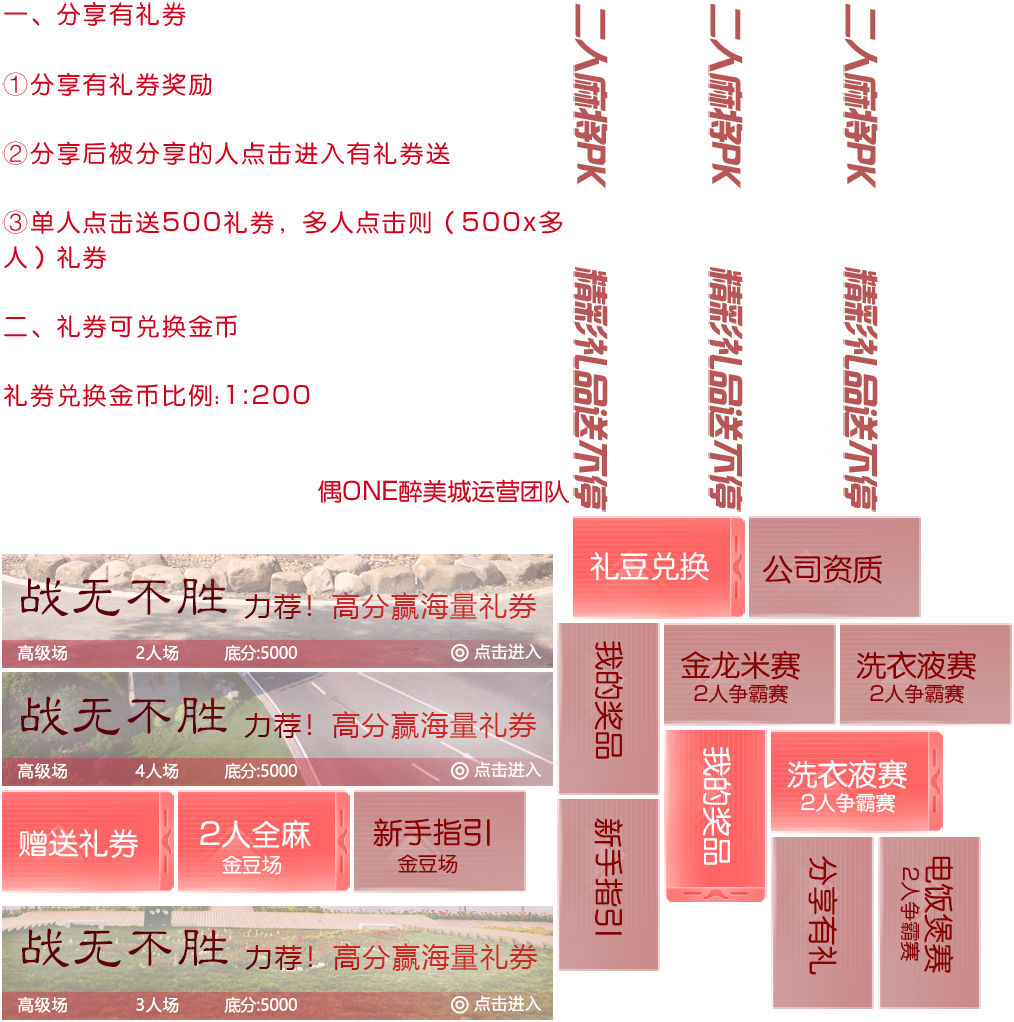 一、分享有礼券
①分享有礼券奖励
②分享后被分享的人点击进入有礼券送
③单人点击送500礼券，多人点击则（500x多
人）礼券
二、礼券可兑换金币
礼券兑换金币比例:1:200
偶ONE醉美城运营团队
二人麻将PK
二人麻将PK
二人麻将PK
精彩礼品送不停
精彩礼品送不停
精彩礼品送不停
礼豆兑换
公司资质
战无不胜 力荐！高分赢海量礼券
高级场 2人场 底分:5000 点击进入
战无不胜 力荐！高分赢海量礼券
高级场 4人场 底分:5000 点击进入
我的奖品
金龙米赛
2人争霸赛
洗衣液赛
2人争霸赛
我的奖品
洗衣液赛
2人争霸赛
赠送礼券
2人全麻
金豆场
新手指引
金豆场
新手指引
分享有礼
电饭煲赛
2人争霸赛
战无不胜 力荐！高分赢海量礼券
高级场 3人场 底分:5000 点击进入